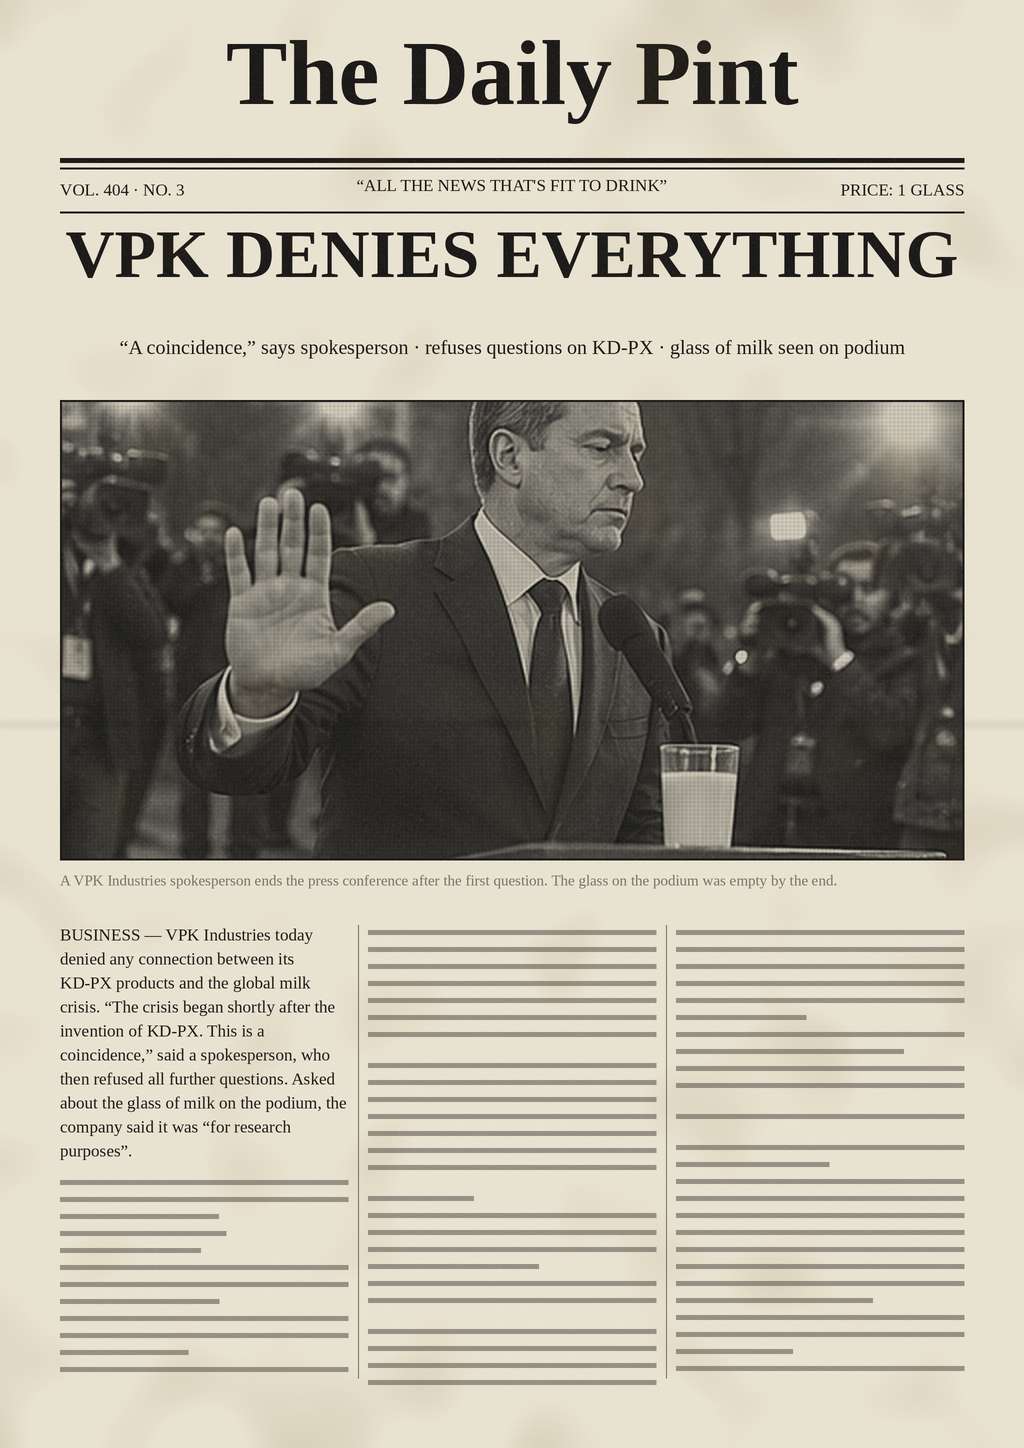 The Daily Pint
VOL. 404 · NO. 3
“ALL THE NEWS THAT'S FIT TO DRINK”
PRICE: 1 GLASS
VPK DENIES EVERYTHING
“A coincidence,” says spokesperson · refuses questions on KD-PX · glass of milk seen on podium
A VPK Industries spokesperson ends the press conference after the first question. The glass on the podium was empty by the end.
BUSINESS — VPK Industries today
denied any connection between its
KD-PX products and the global milk
crisis. “The crisis began shortly after the
invention of KD-PX. This is a
coincidence,” said a spokesperson, who
then refused all further questions. Asked
about the glass of milk on the podium, the
company said it was “for research
purposes”.